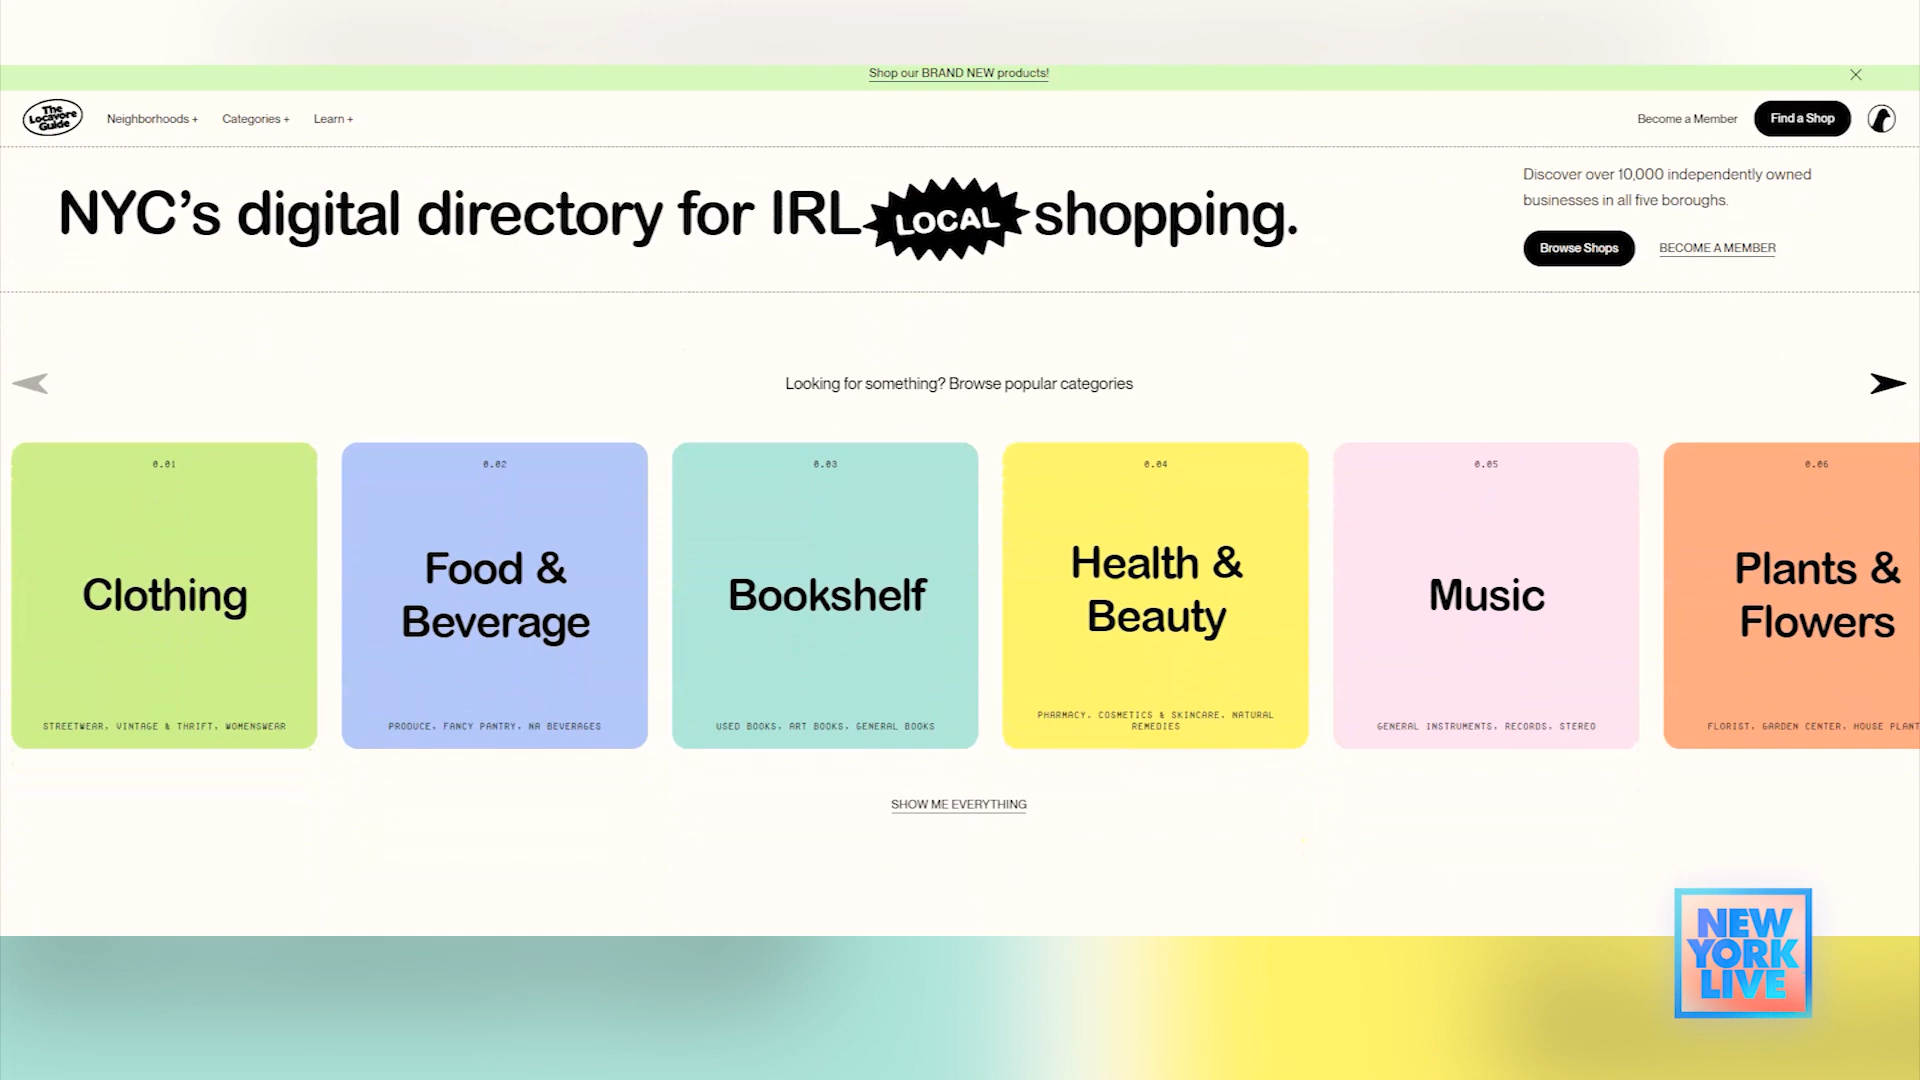 Shop our BRAND NEW products!
The
Locavore
Guide
Neighborhoods +
Categories +
Learn +
Become a Member
Find a Shop
NYC’s digital directory for IRL LOCAL shopping.
Discover over 10,000 independently owned
businesses in all five boroughs.
Browse Shops
BECOME A MEMBER
Looking for something? Browse popular categories
0.01
Clothing
STREETWEAR, VINTAGE & THRIFT, WOMENSWEAR
0.02
Food &
Beverage
PRODUCE, FANCY PANTRY, NA BEVERAGES
0.03
Bookshelf
USED BOOKS, ART BOOKS, GENERAL BOOKS
0.04
Health &
Beauty
PHARMACY, COSMETICS & SKINCARE, NATURAL
REMEDIES
0.05
Music
GENERAL INSTRUMENTS, RECORDS, STEREO
0.06
Plants &
Flowers
FLORIST, GARDEN CENTER, HOUSE PLANT
SHOW ME EVERYTHING
NEW
YORK
LIVE